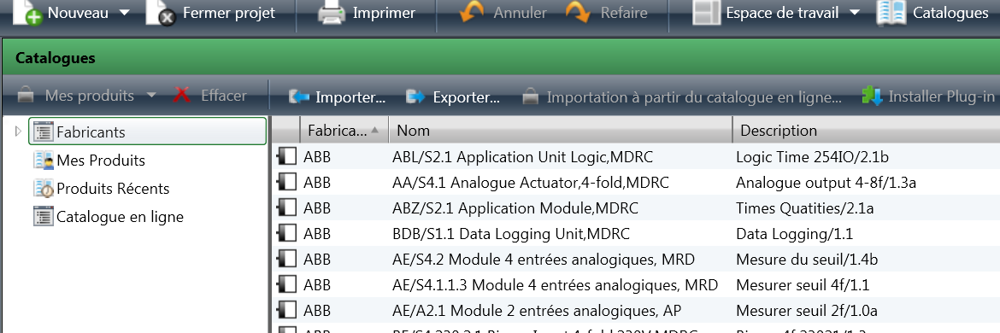 Nouveau Fermer projet Imprimer Annuler Refaire Espace de travail Catalogues
Catalogues
Mes produits Effacer Importer... Exporter... Importation à partir du catalogue en ligne... Installer Plug-in
Fabricants
Mes Produits
Produits Récents
Catalogue en ligne
Fabrica... Nom Description
ABB ABL/S2.1 Application Unit Logic,MDRC Logic Time 254IO/2.1b
ABB AA/S4.1 Analogue Actuator,4-fold,MDRC Analogue output 4-8f/1.3a
ABB ABZ/S2.1 Application Module,MDRC Times Quatities/2.1a
ABB BDB/S1.1 Data Logging Unit,MDRC Data Logging/1.1
ABB AE/S4.2 Module 4 entrées analogiques, MRD Mesure du seuil/1.4b
ABB AE/S4.1.1.3 Module 4 entrées analogiques, MRD Mesurer seuil 4f/1.1
ABB AE/A2.1 Module 2 entrées analogiques, AP Mesurer seuil 2f/1.0a
ABB